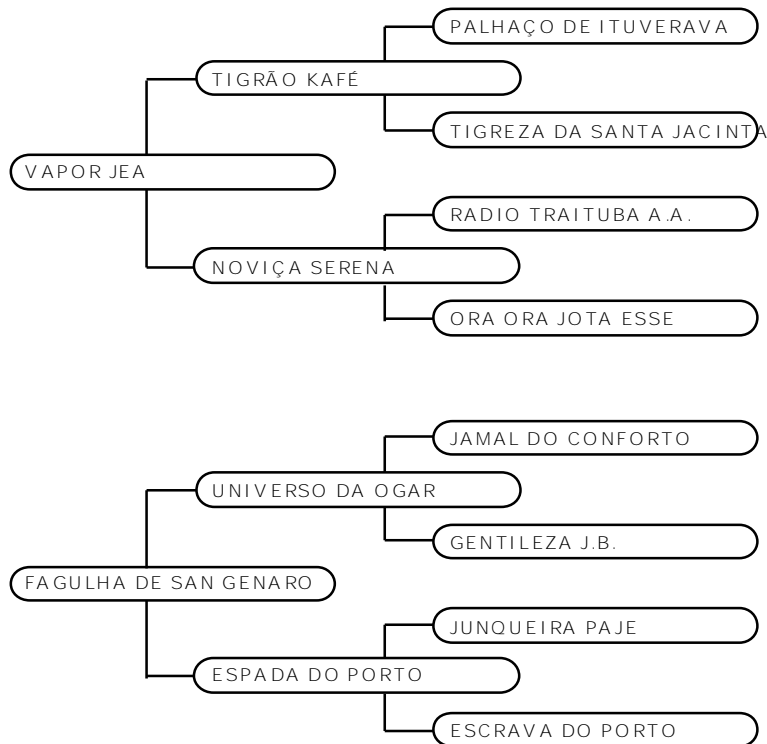 PALHAÇO DE ITUVERAVA
TIGRÃO KAFÉ
TIGREZA DA SANTA JACINTA
VAPOR JEA
RADIO TRAITUBA A.A.
NOVIÇA SERENA
ORA ORA JOTA ESSE
JAMAL DO CONFORTO
UNIVERSO DA OGAR
GENTILEZA J.B.
FAGULHA DE SAN GENARO
JUNQUEIRA PAJE
ESPADA DO PORTO
ESCRAVA DO PORTO